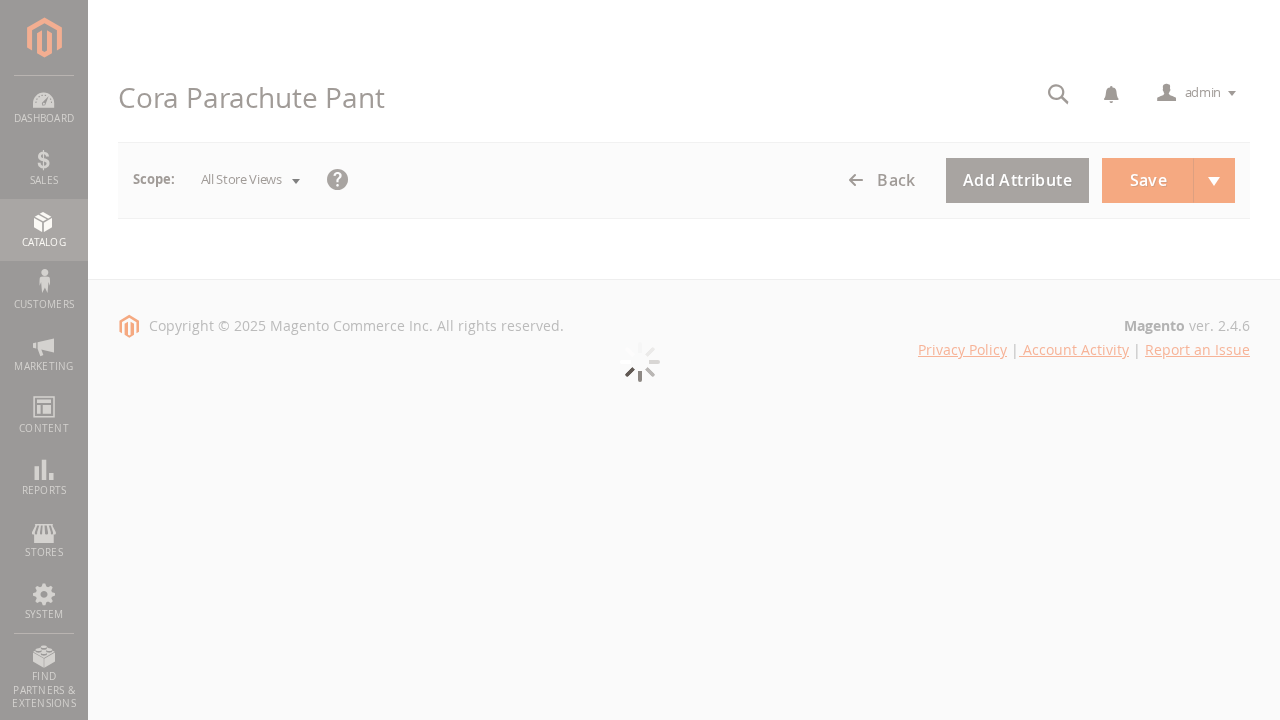 DASHBOARD
SALES
CATALOG
CUSTOMERS
MARKETING
CONTENT
REPORTS
STORES
SYSTEM
FIND
PARTNERS &
EXTENSIONS
Cora Parachute Pant
admin
Scope: All Store Views ?
Back Add Attribute Save
Copyright © 2025 Magento Commerce Inc. All rights reserved.
Magento ver. 2.4.6
Privacy Policy | Account Activity | Report an Issue